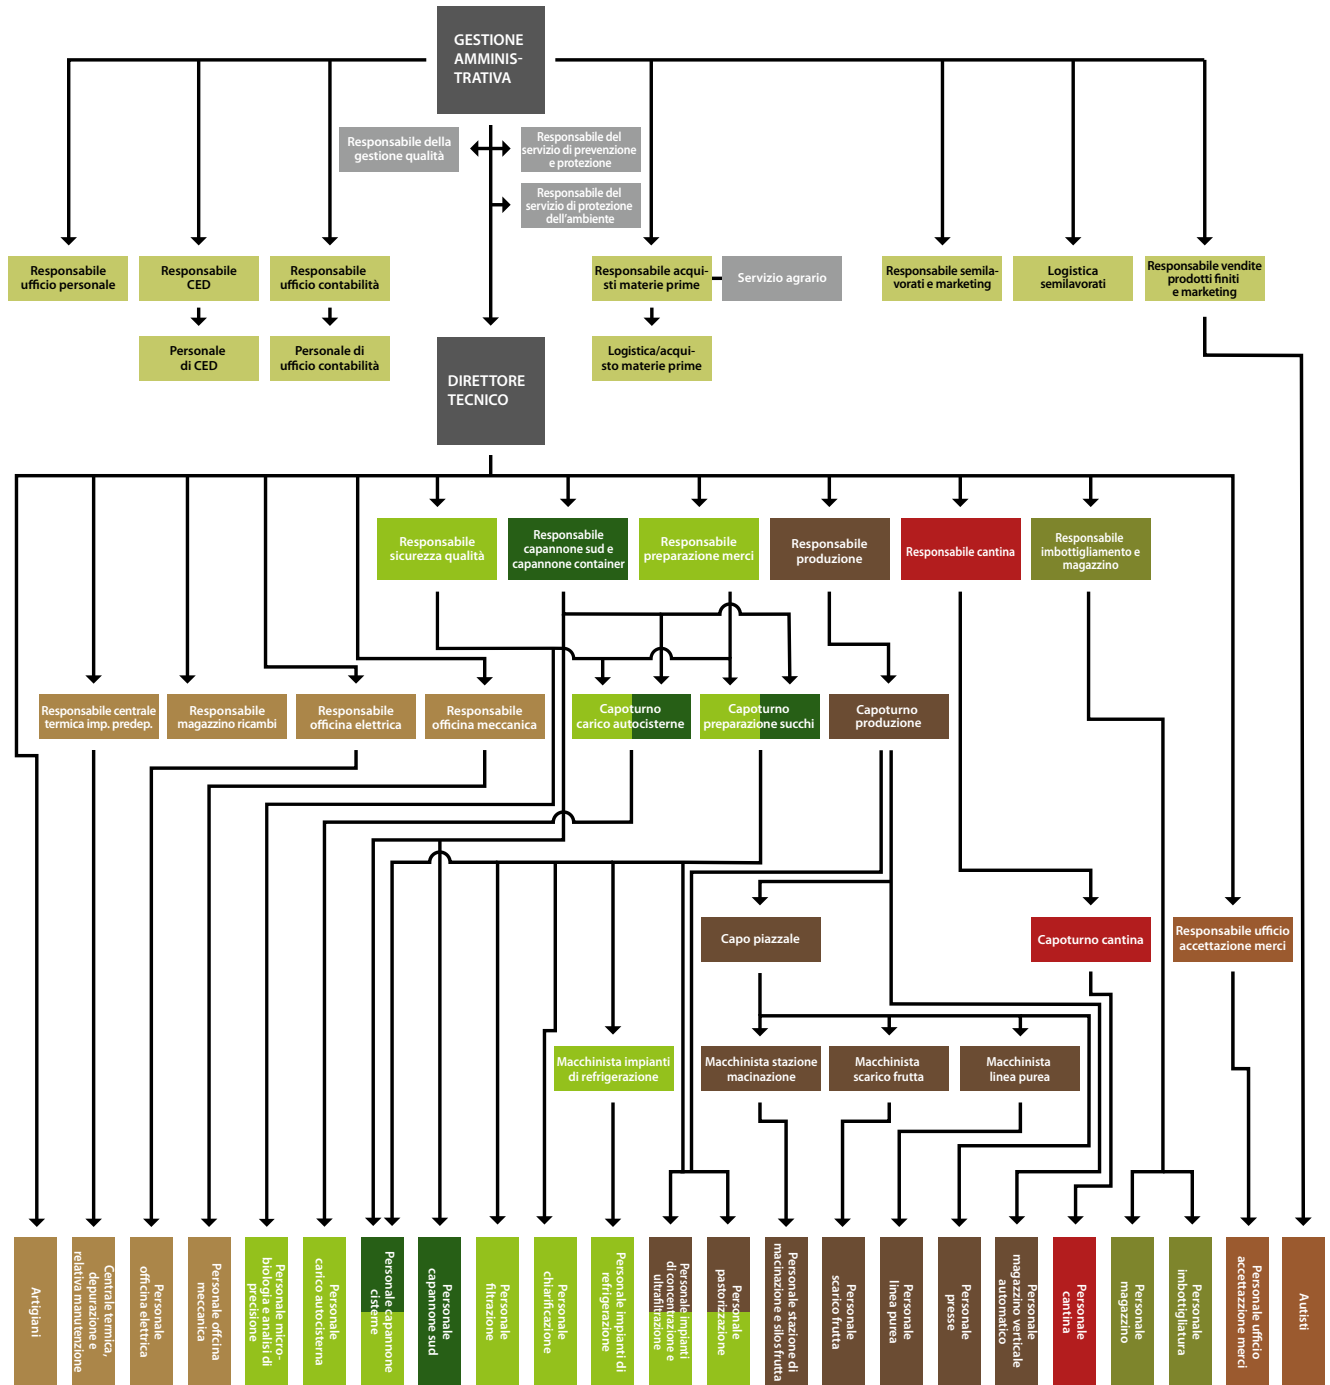 GESTIONE
AMMINIS-
TRATIVA
Responsabile della
gestione qualità
Responsabile del
servizio di prevenzione
e protezione
Responsabile del
servizio di protezione
dell'ambiente
Responsabile
ufficio personale
Responsabile
CED
Responsabile
ufficio contabilità
Responsabile acqui-
sti materie prime
Servizio agrario
Responsabile semila-
vorati e marketing
Logistica
semilavorati
Responsabile vendite
prodotti finiti
e marketing
Personale
di CED
Personale di
ufficio contabilità
Logistica/acqui-
sto materie prime
DIRETTORE
TECNICO
Responsabile
sicurezza qualità
Responsabile
capannone sud e
capannone container
Responsabile
preparazione merci
Responsabile
produzione
Responsabile cantina
Responsabile
imbottigliamento e
magazzino
Responsabile centrale
termica imp. predep.
Responsabile
magazzino ricambi
Responsabile
officina elettrica
Responsabile
officina meccanica
Capoturno
carico autocisterne
Capoturno
preparazione succhi
Capoturno
produzione
Capo piazzale
Capoturno cantina
Responsabile ufficio
accettazione merci
Macchinista impianti
di refrigerazione
Macchinista stazione
macinazione
Macchinista
scarico frutta
Macchinista
linea purea
Artigiani
Centrale termica,
depurazione e
relativa manutenzione
Personale
officina elettrica
Personale officina
meccanica
Personale micro-
biologia e analisi di
precisione
Personale
carico autocisterna
Personale capannone
cisterne
Personale
capannone sud
Personale
filtrazione
Personale
chiarificazione
Personale impianti di
refrigerazione
Personale impianti
di concentrazione e
ultrafiltrazione
Personale
pastorizzazione
Personale stazione di
macinazione e silos frutta
Personale
scarico frutta
Personale
linea purea
Personale
presse
Personale
magazzino verticale
automatico
Personale
cantina
Personale
magazzino
Personale
imbottigliatura
Personale ufficio
accettazzione merci
Autisti